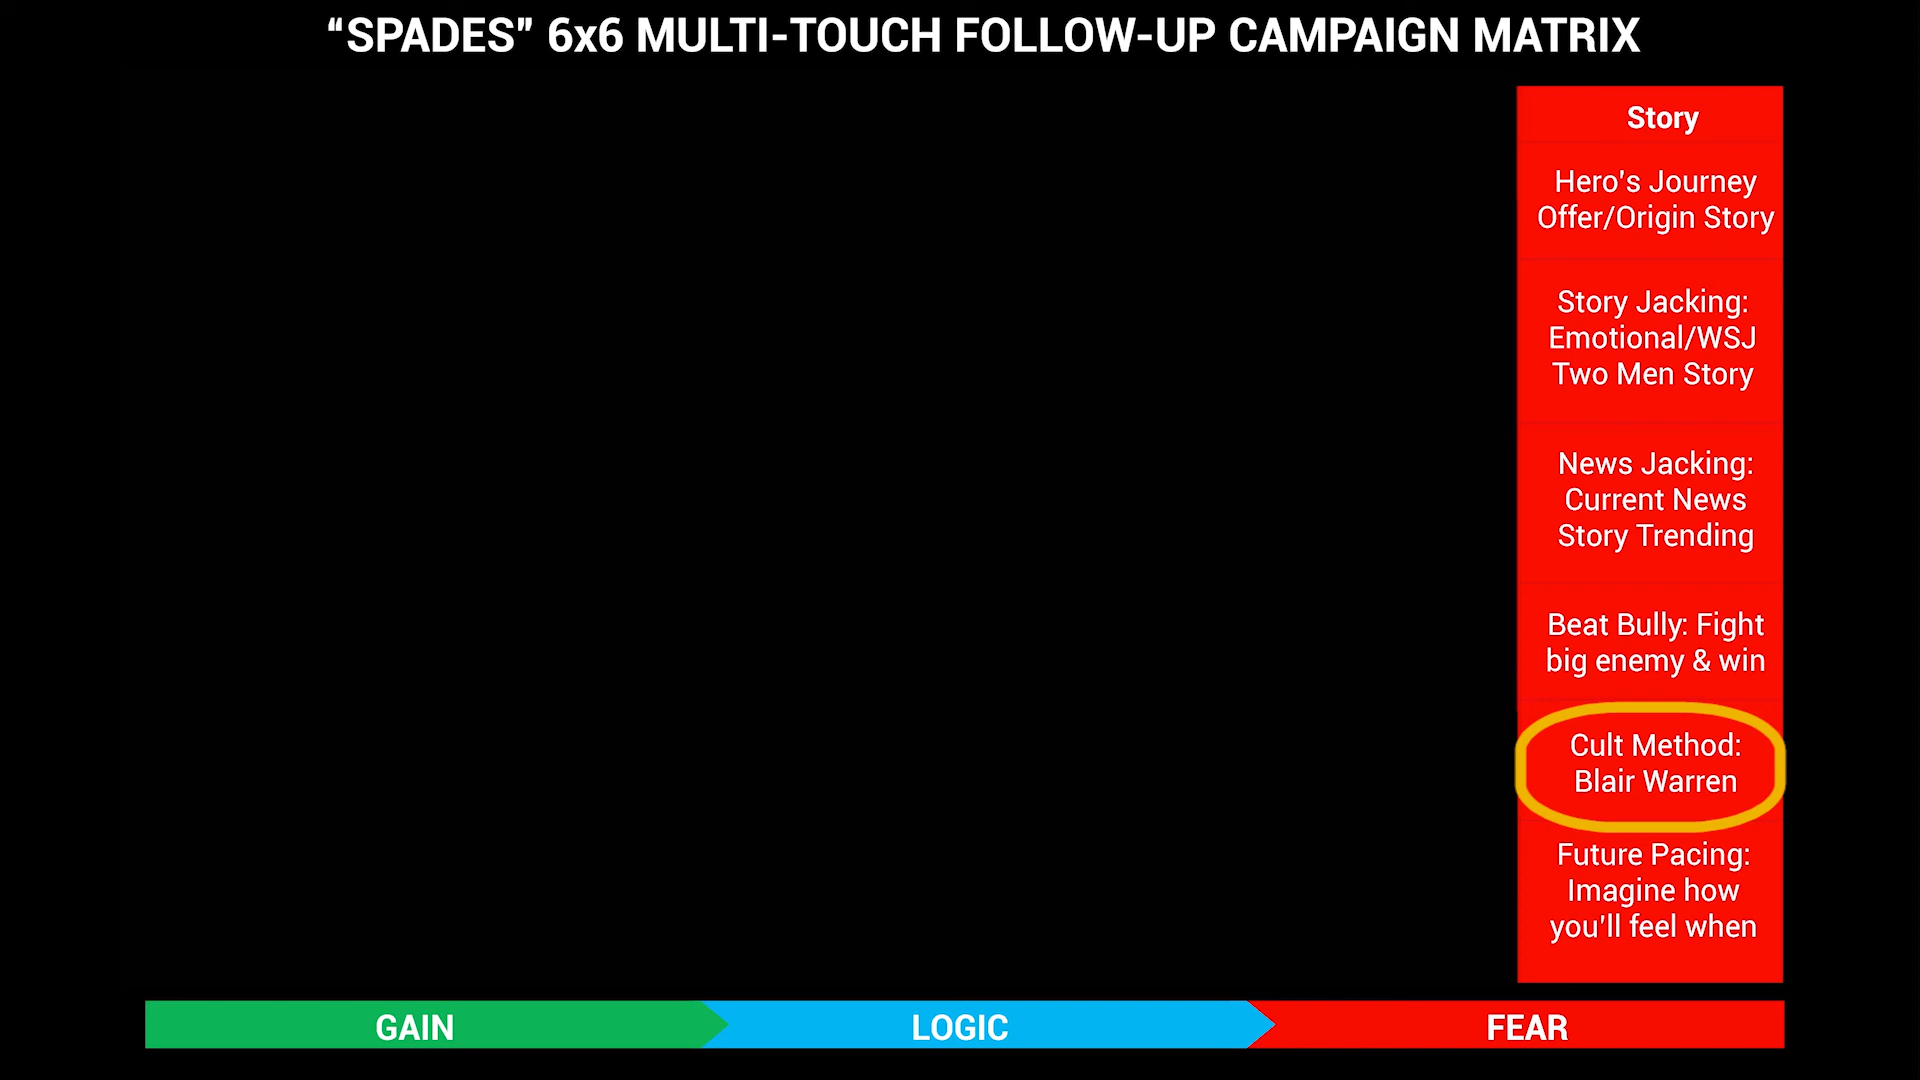 “SPADES” 6x6 MULTI-TOUCH FOLLOW-UP CAMPAIGN MATRIX
Story
Hero's Journey
Offer/Origin Story
Story Jacking:
Emotional/WSJ
Two Men Story
News Jacking:
Current News
Story Trending
Beat Bully: Fight
big enemy & win
Cult Method:
Blair Warren
Future Pacing:
Imagine how
you'll feel when
GAIN
LOGIC
FEAR